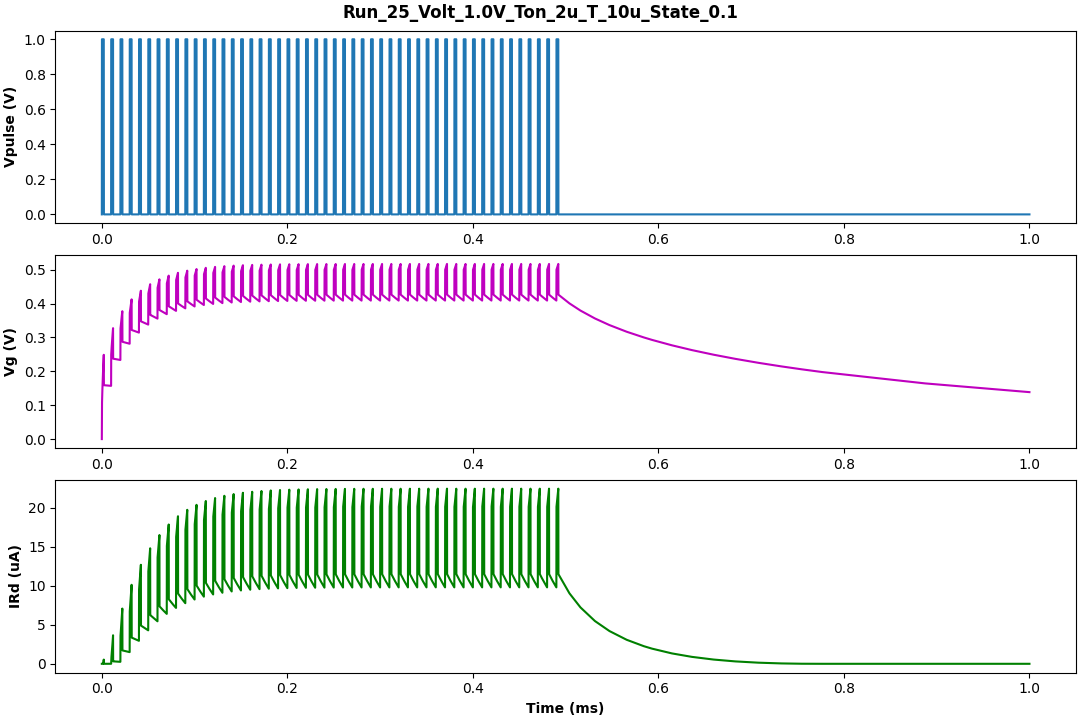 Run_25_Volt_1.0V_Ton_2u_T_10u_State_0.1
Vpulse (V)
1.0
0.8
0.6
0.4
0.2
0.0
0.0 0.2 0.4 0.6 0.8 1.0
Vg (V)
0.5
0.4
0.3
0.2
0.1
0.0
0.0 0.2 0.4 0.6 0.8 1.0
IRd (uA)
20
15
10
5
0
0.0 0.2 0.4 0.6 0.8 1.0
Time (ms)